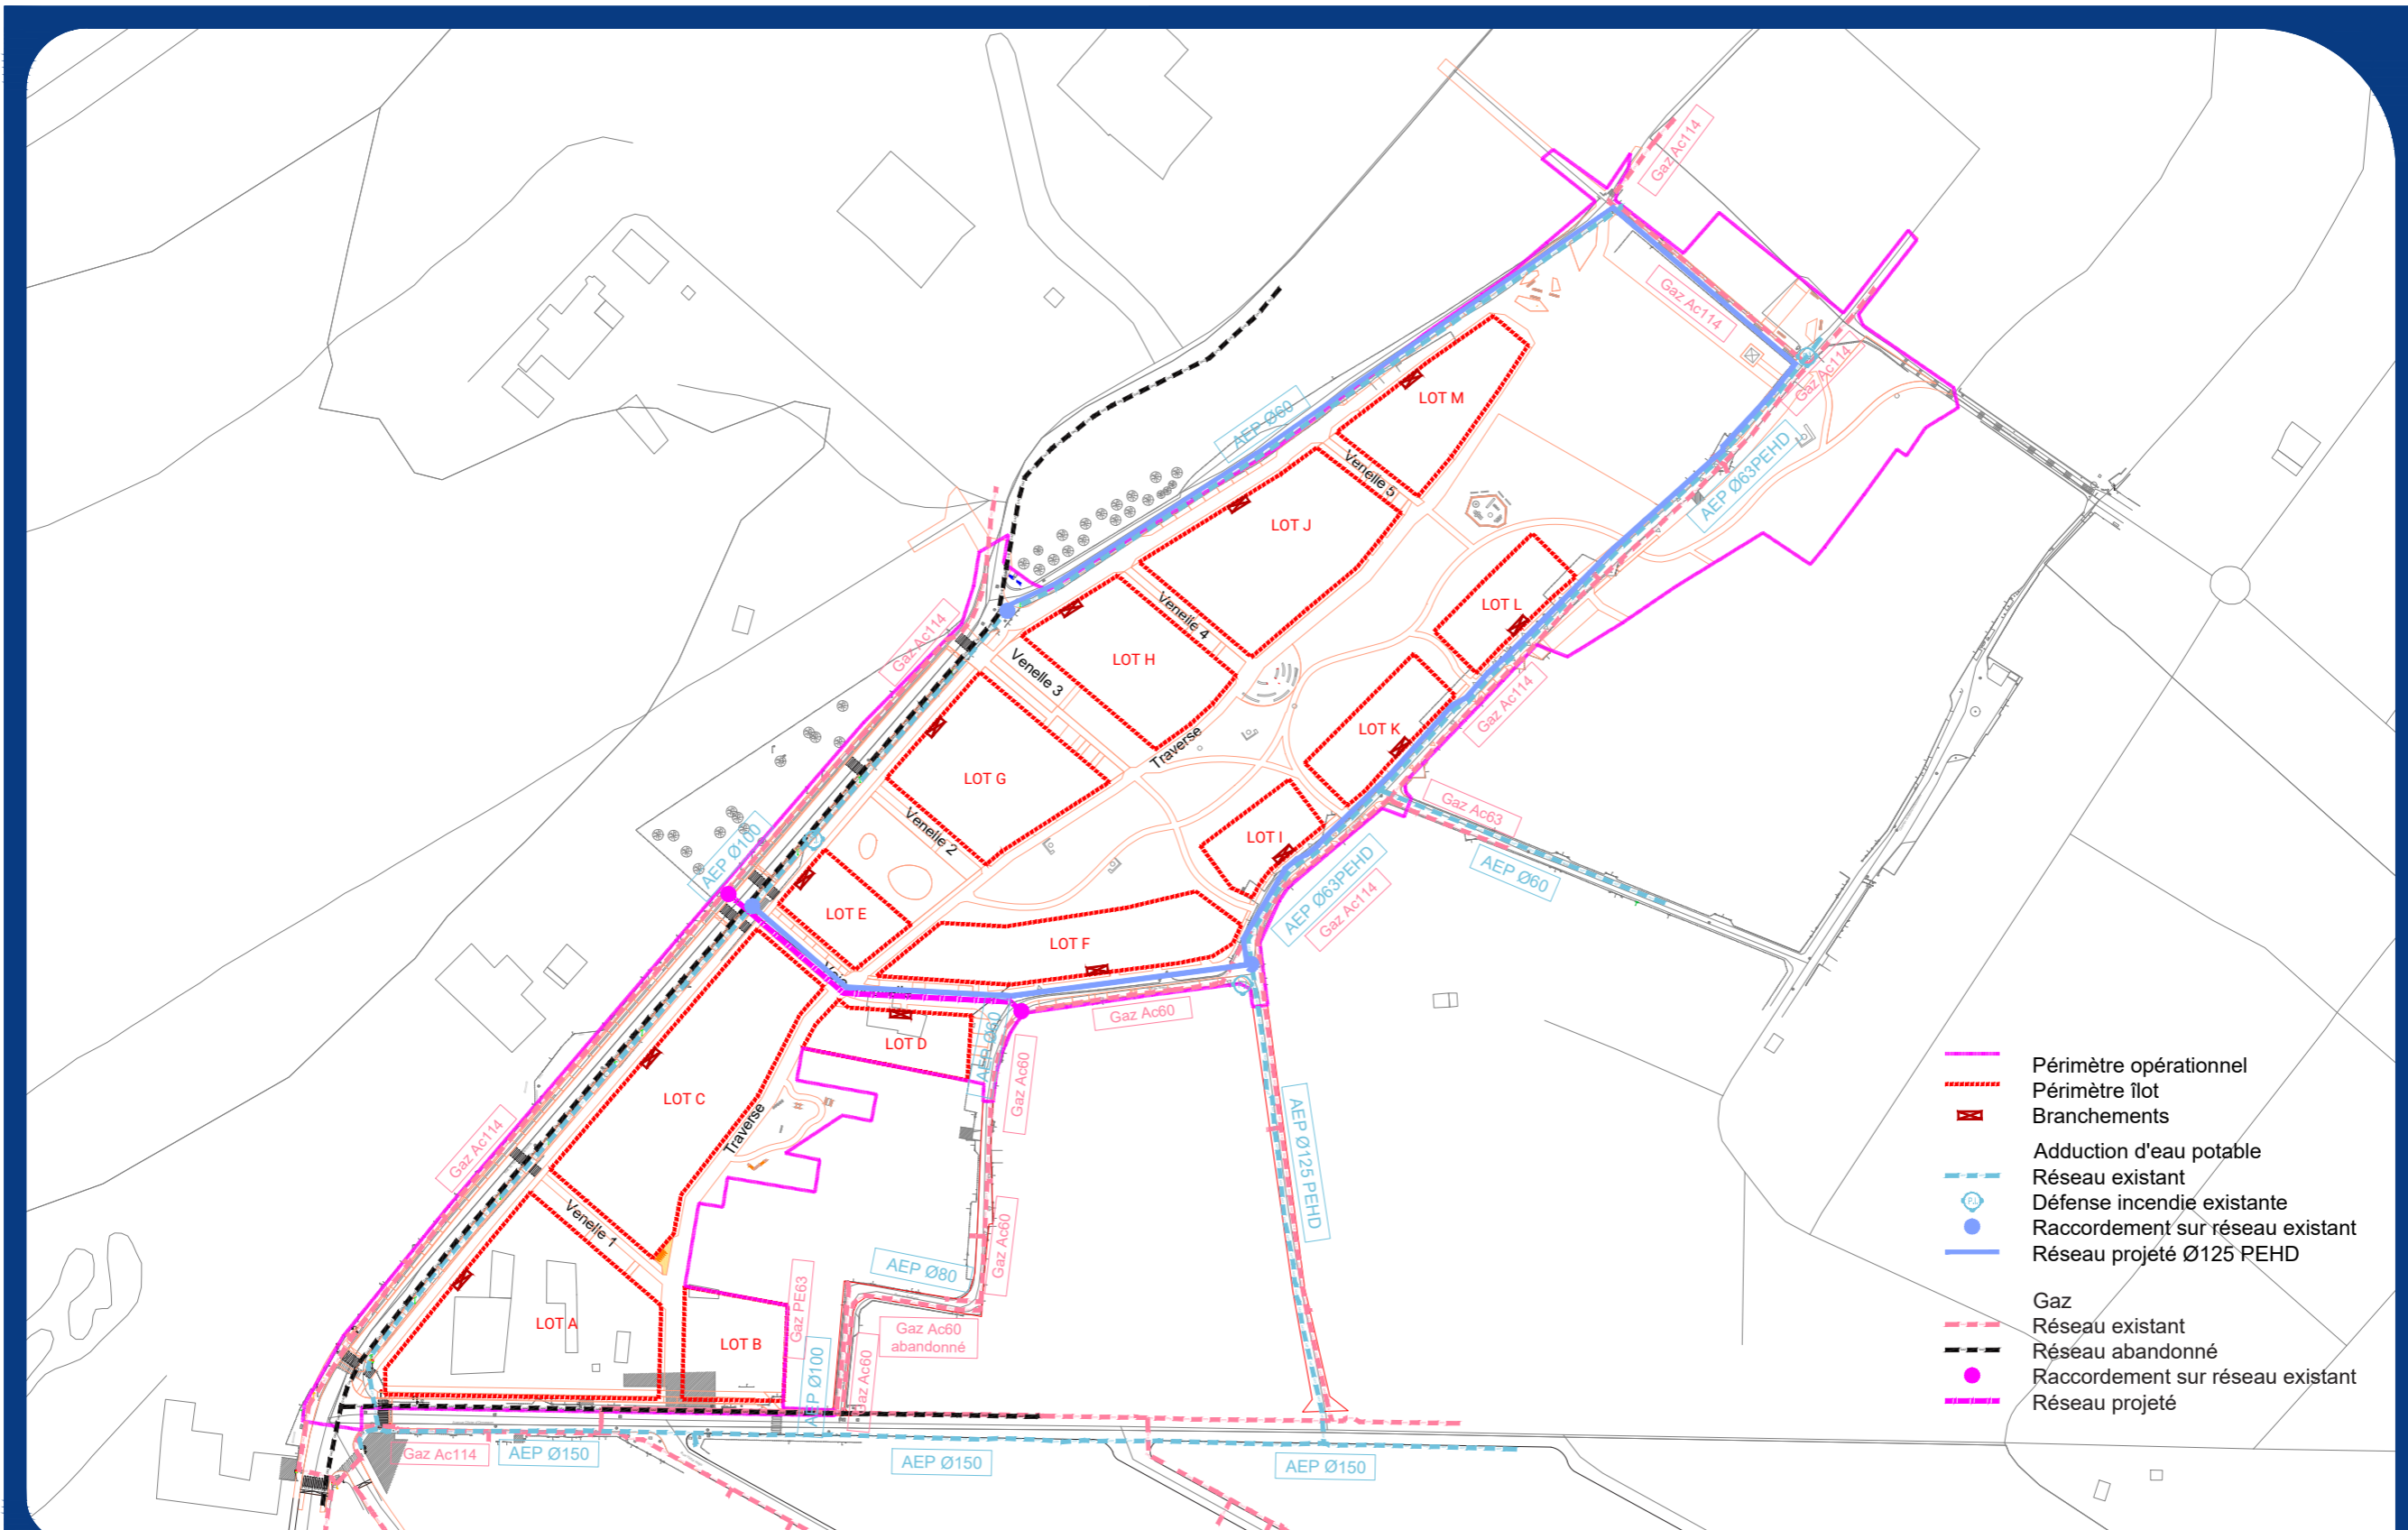 Gaz Ac114
Gaz Ac114
Gaz Ac114
AEP Ø60
LOT M
Venelle 5
AEP Ø63PEHD
LOT J
LOT L
Venelle 4
Gaz Ac114
LOT H
Venelle 3
Gaz Ac114
LOT K
Traverse
LOT G
Gaz Ac63
Venelle 2
LOT I
AEP Ø100
AEP Ø60
AEP Ø63PEHD
Gaz Ac114
LOT E
LOT F
Gaz Ac60
LOT D
AEP Ø80
Gaz Ac60
LOT C
Traverse
Gaz Ac114
AEP Ø125 PEHD
Venelle 1
Gaz Ac60
AEP Ø80
Gaz PE63
LOT A
LOT B
Gaz Ac60
abandonné
Gaz Ac60
AEP Ø100
Gaz Ac114
AEP Ø150
AEP Ø150
AEP Ø150
Périmètre opérationnel
Périmètre îlot
Branchements
Adduction d'eau potable
Réseau existant
Défense incendie existante
Raccordement sur réseau existant
Réseau projeté Ø125 PEHD
Gaz
Réseau existant
Réseau abandonné
Raccordement sur réseau existant
Réseau projeté